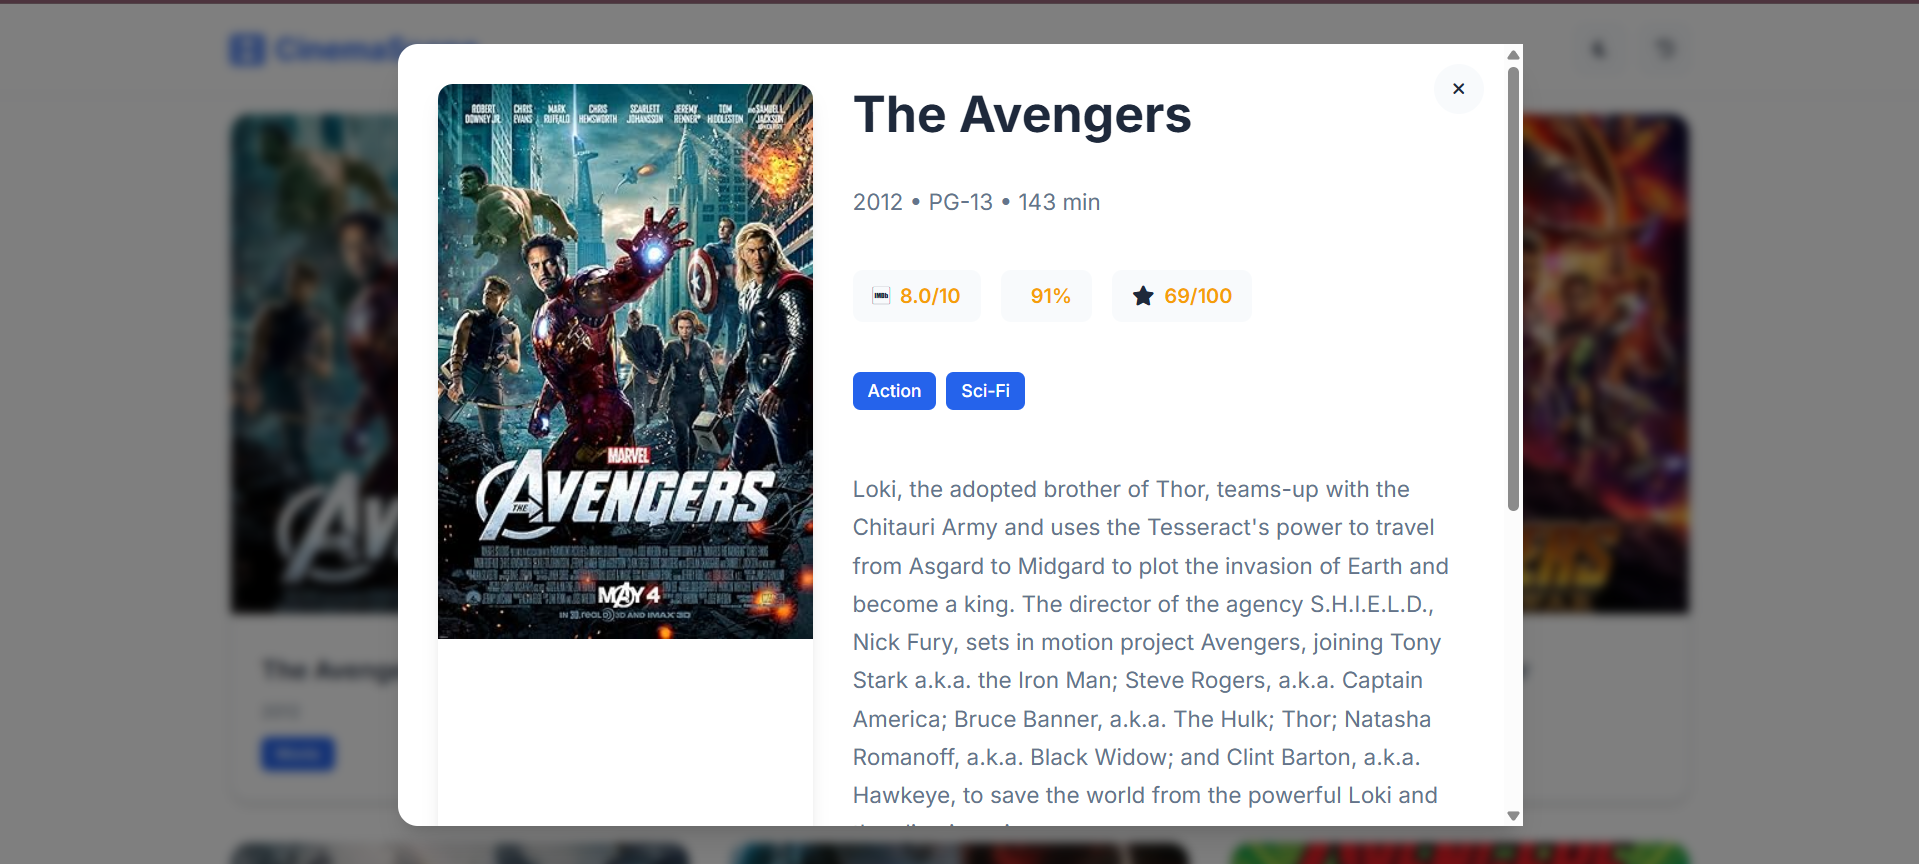 The Avengers
2012 • PG-13 • 143 min
IMDb 8.0/10 91% 69/100
Action Sci-Fi
Loki, the adopted brother of Thor, teams-up with the
Chitauri Army and uses the Tesseract's power to travel
from Asgard to Midgard to plot the invasion of Earth and
become a king. The director of the agency S.H.I.E.L.D.,
Nick Fury, sets in motion project Avengers, joining Tony
Stark a.k.a. the Iron Man; Steve Rogers, a.k.a. Captain
America; Bruce Banner, a.k.a. The Hulk; Thor; Natasha
Romanoff, a.k.a. Black Widow; and Clint Barton, a.k.a.
Hawkeye, to save the world from the powerful Loki and
ROBERT DOWNEY JR.
CHRIS EVANS
MARK RUFFALO
CHRIS HEMSWORTH
SCARLETT JOHANSSON
JEREMY RENNER
TOM HIDDLESTON
AND SAMUEL L. JACKSON
MARVEL
THE AVENGERS
MAY 4
IN 3D, REAL D 3D AND IMAX 3D